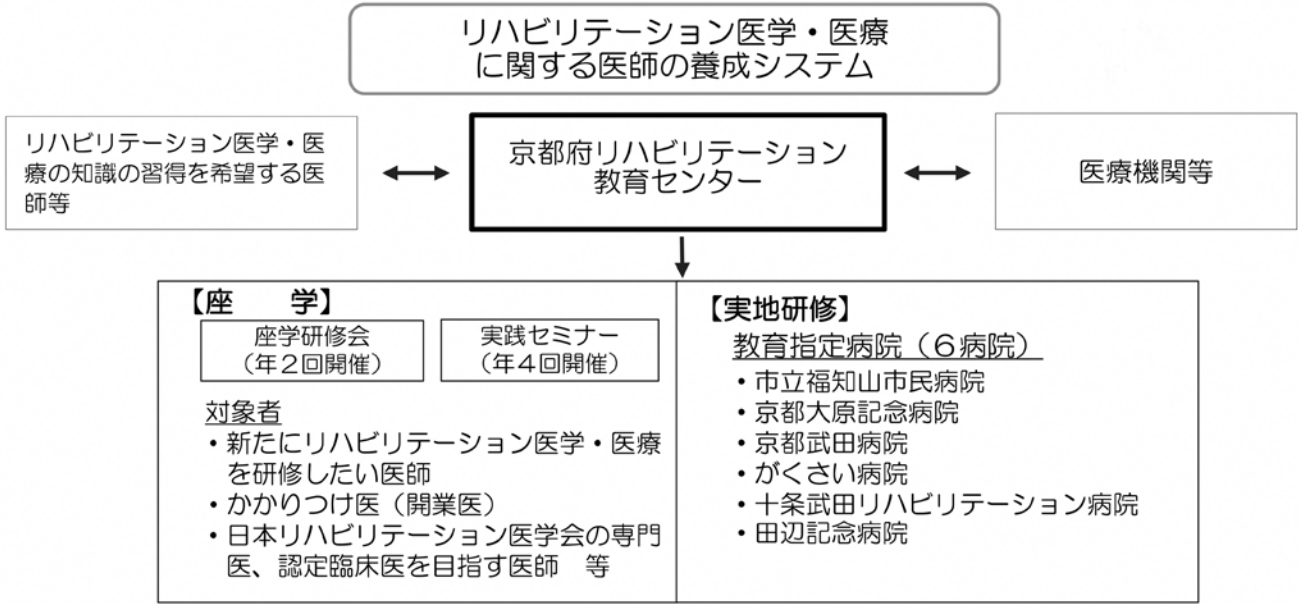 リハビリテーション医学・医療
に関する医師の養成システム
リハビリテーション医学・医
療の知識の習得を希望する医
師等
京都府リハビリテーション
教育センター
医療機関等
【座　　学】
座学研修会
（年２回開催）
実践セミナー
（年４回開催）
対象者
・新たにリハビリテーション医学・医療
を研修したい医師
・かかりつけ医（開業医）
・日本リハビリテーション医学会の専門
医、認定臨床医を目指す医師　等
【実地研修】
教育指定病院（６病院）
・市立福知山市民病院
・京都大原記念病院
・京都武田病院
・がくさい病院
・十条武田リハビリテーション病院
・田辺記念病院